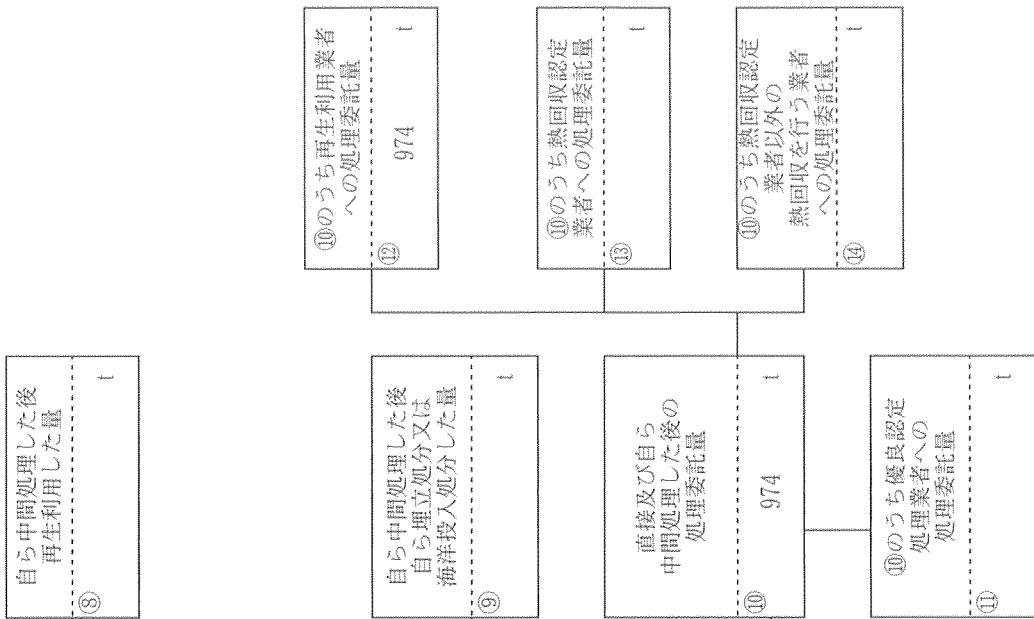 自ら中間処理した後
再生利用した量
⑧
t
自ら中間処理した後
自ら埋立処分又は
海洋投入処分した量
⑨
t
直接及び自ら
中間処理した後の
処理委託量
⑩
974
t
⑩のうち優良認定
処理業者への
処理委託量
⑪
t
⑩のうち再生利用業者
への処理委託量
⑫
974
t
⑩のうち熱回収認定
業者への処理委託量
⑬
t
⑩のうち熱回収認定
業者以外の
熱回収を行う業者
への処理委託量
⑭
t